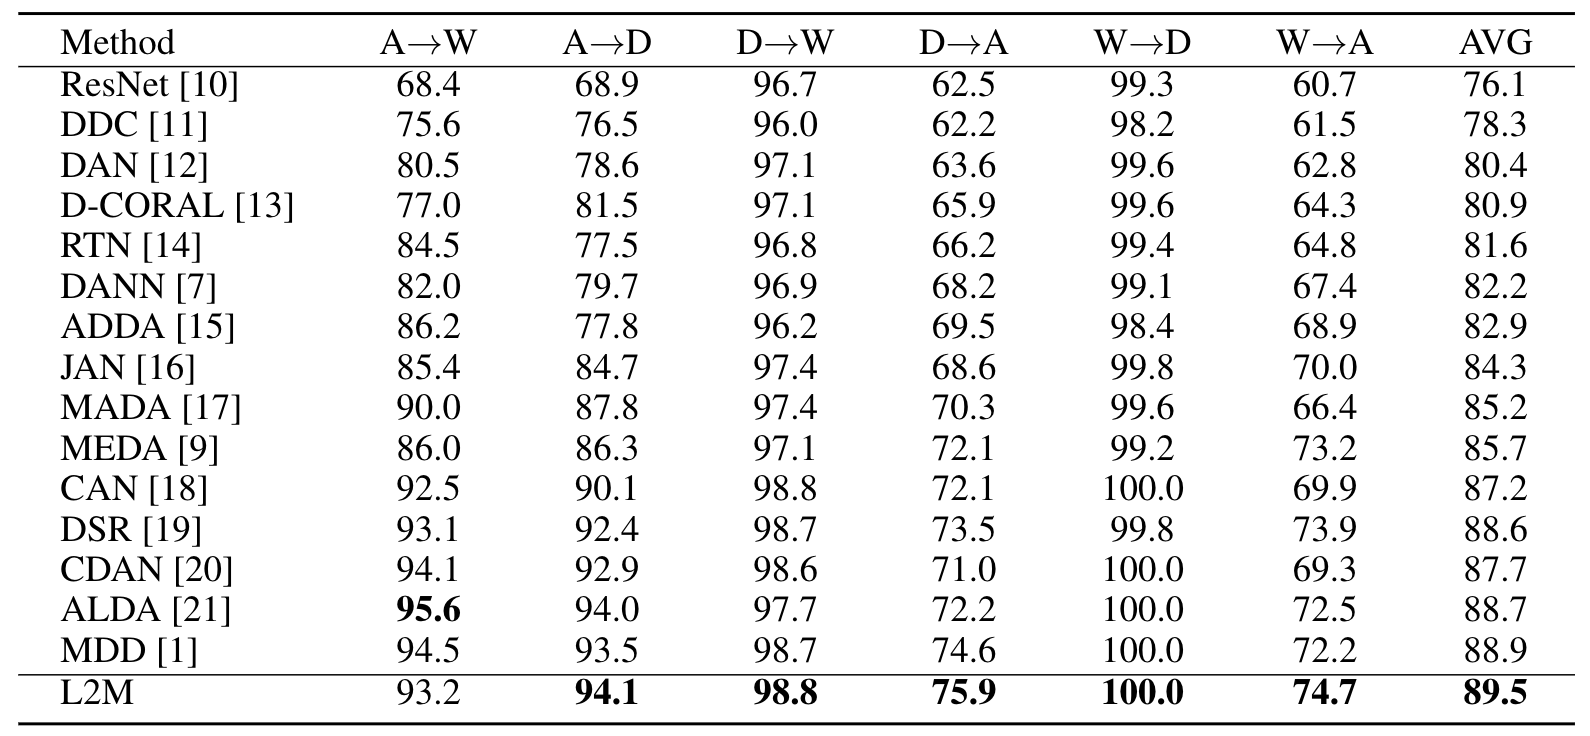 Method A→W A→D D→W D→A W→D W→A AVG
ResNet [10] 68.4 68.9 96.7 62.5 99.3 60.7 76.1
DDC [11] 75.6 76.5 96.0 62.2 98.2 61.5 78.3
DAN [12] 80.5 78.6 97.1 63.6 99.6 62.8 80.4
D-CORAL [13] 77.0 81.5 97.1 65.9 99.6 64.3 80.9
RTN [14] 84.5 77.5 96.8 66.2 99.4 64.8 81.6
DANN [7] 82.0 79.7 96.9 68.2 99.1 67.4 82.2
ADDA [15] 86.2 77.8 96.2 69.5 98.4 68.9 82.9
JAN [16] 85.4 84.7 97.4 68.6 99.8 70.0 84.3
MADA [17] 90.0 87.8 97.4 70.3 99.6 66.4 85.2
MEDA [9] 86.0 86.3 97.1 72.1 99.2 73.2 85.7
CAN [18] 92.5 90.1 98.8 72.1 100.0 69.9 87.2
DSR [19] 93.1 92.4 98.7 73.5 99.8 73.9 88.6
CDAN [20] 94.1 92.9 98.6 71.0 100.0 69.3 87.7
ALDA [21] 95.6 94.0 97.7 72.2 100.0 72.5 88.7
MDD [1] 94.5 93.5 98.7 74.6 100.0 72.2 88.9
L2M 93.2 94.1 98.8 75.9 100.0 74.7 89.5